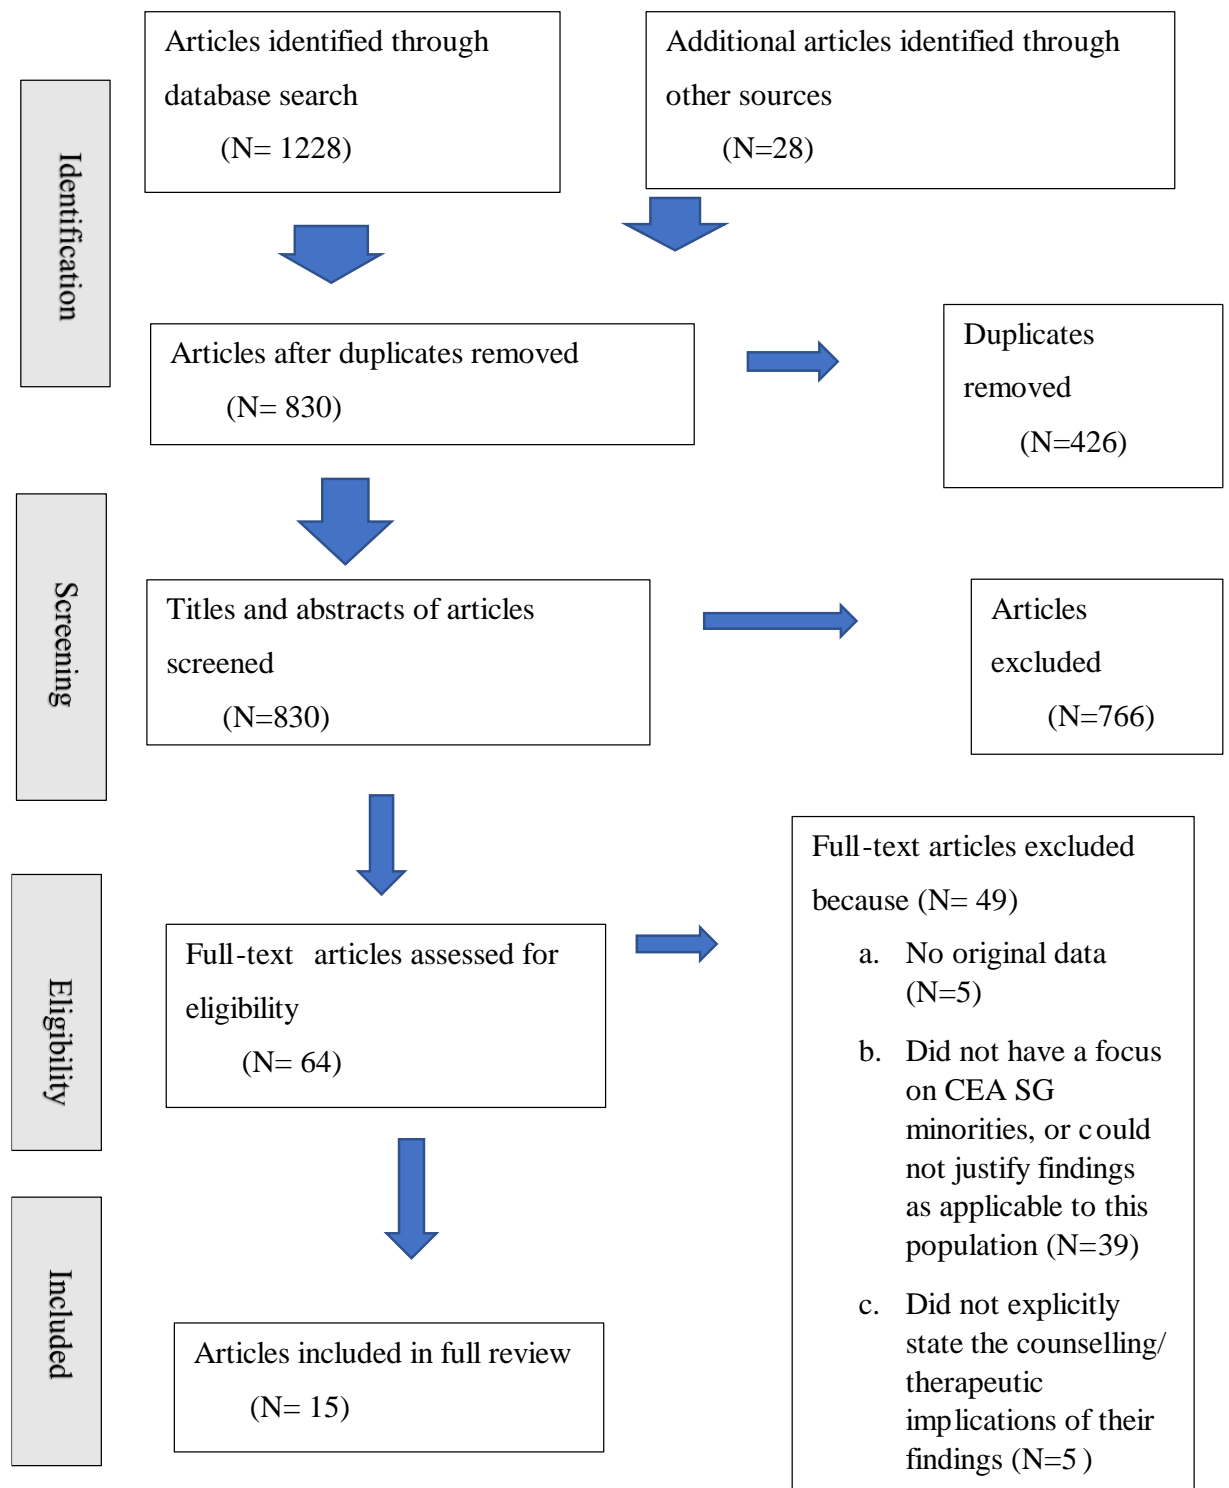 Articles identified through
database search
(N= 1228)
Additional articles identified through
other sources
(N=28)
Identification
Articles after duplicates removed
(N= 830)
Duplicates
removed
(N=426)
Screening
Titles and abstracts of articles
screened
(N=830)
Articles
excluded
(N=766)
Eligibility
Full-text articles assessed for
eligibility
(N= 64)
Full-text articles excluded
because (N= 49)
a. No original data
(N=5)
b. Did not have a focus
on CEA SG
minorities, or could
not justify findings
as applicable to this
population (N=39)
c. Did not explicitly
state the counselling/
therapeutic
implications of their
findings (N=5 )
Included
Articles included in full review
(N= 15)